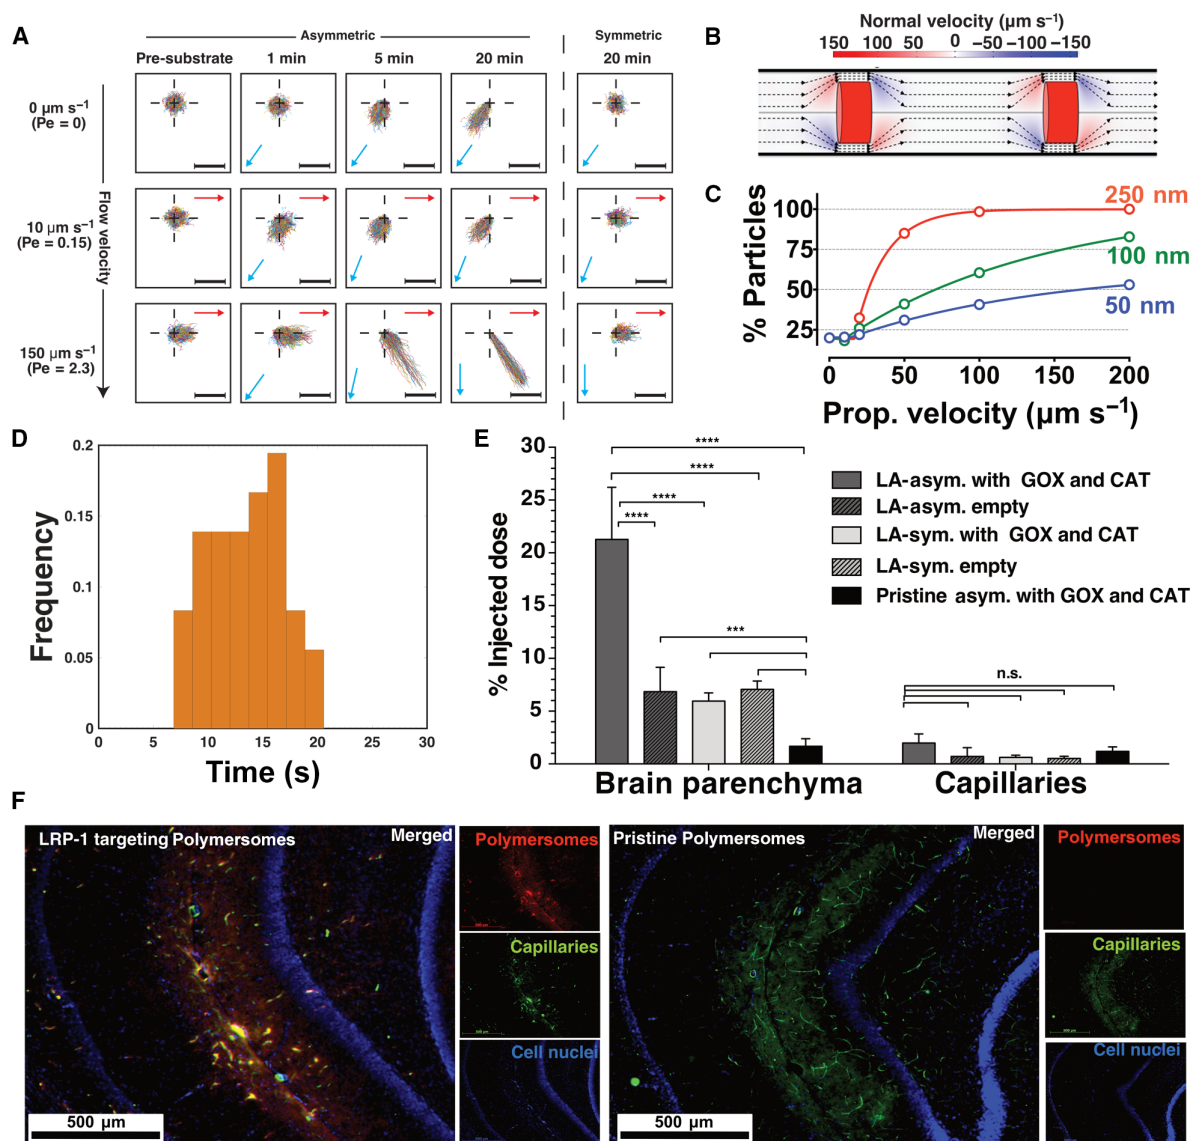 A
Asymmetric
Symmetric
Pre-substrate
1 min
5 min
20 min
20 min
0 µm s⁻¹
(Pe = 0)
10 µm s⁻¹
(Pe = 0.15)
150 µm s⁻¹
(Pe = 2.3)
Flow velocity
B
Normal velocity (µm s⁻¹)
150 100 50 0 −50 −100 −150
C
% Particles
100
75
50
25
0 50 100 150 200
Prop. velocity (µm s⁻¹)
250 nm
100 nm
50 nm
D
Frequency
0.2
0.15
0.1
0.05
0
0 5 10 15 20 25 30
Time (s)
E
% Injected dose
30
25
20
15
10
5
0
****
****
****
****
***
n.s.
LA-asym. with GOX and CAT
LA-asym. empty
LA-sym. with GOX and CAT
LA-sym. empty
Pristine asym. with GOX and CAT
Brain parenchyma
Capillaries
F
LRP-1 targeting Polymersomes
Merged
500 µm
Polymersomes
Capillaries
Cell nuclei
Pristine Polymersomes
Merged
500 µm
Polymersomes
Capillaries
Cell nuclei